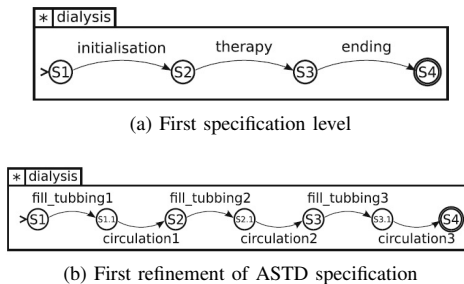 * dialysis
initialisation therapy ending
>S1 S2 S3 S4
(a) First specification level
* dialysis
fill_tubbing1 fill_tubbing2 fill_tubbing3
>S1 S1.1 S2 S2.1 S3 S3.1 S4
circulation1 circulation2 circulation3
(b) First refinement of ASTD specification